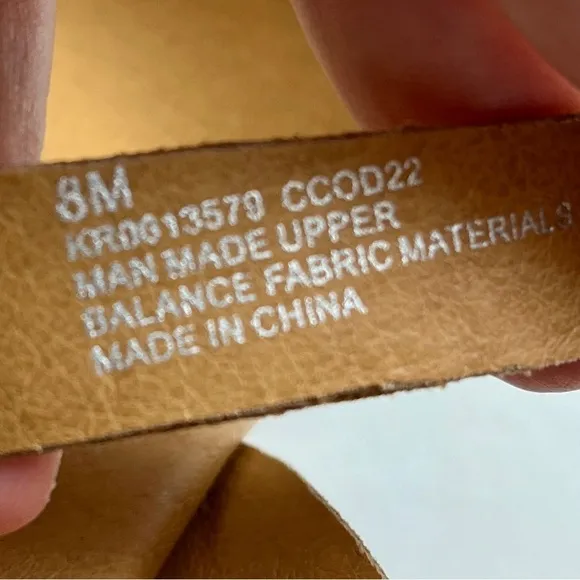 8M
KR0013579 CCOD22
MAN MADE UPPER
BALANCE FABRIC MATERIALS
MADE IN CHINA